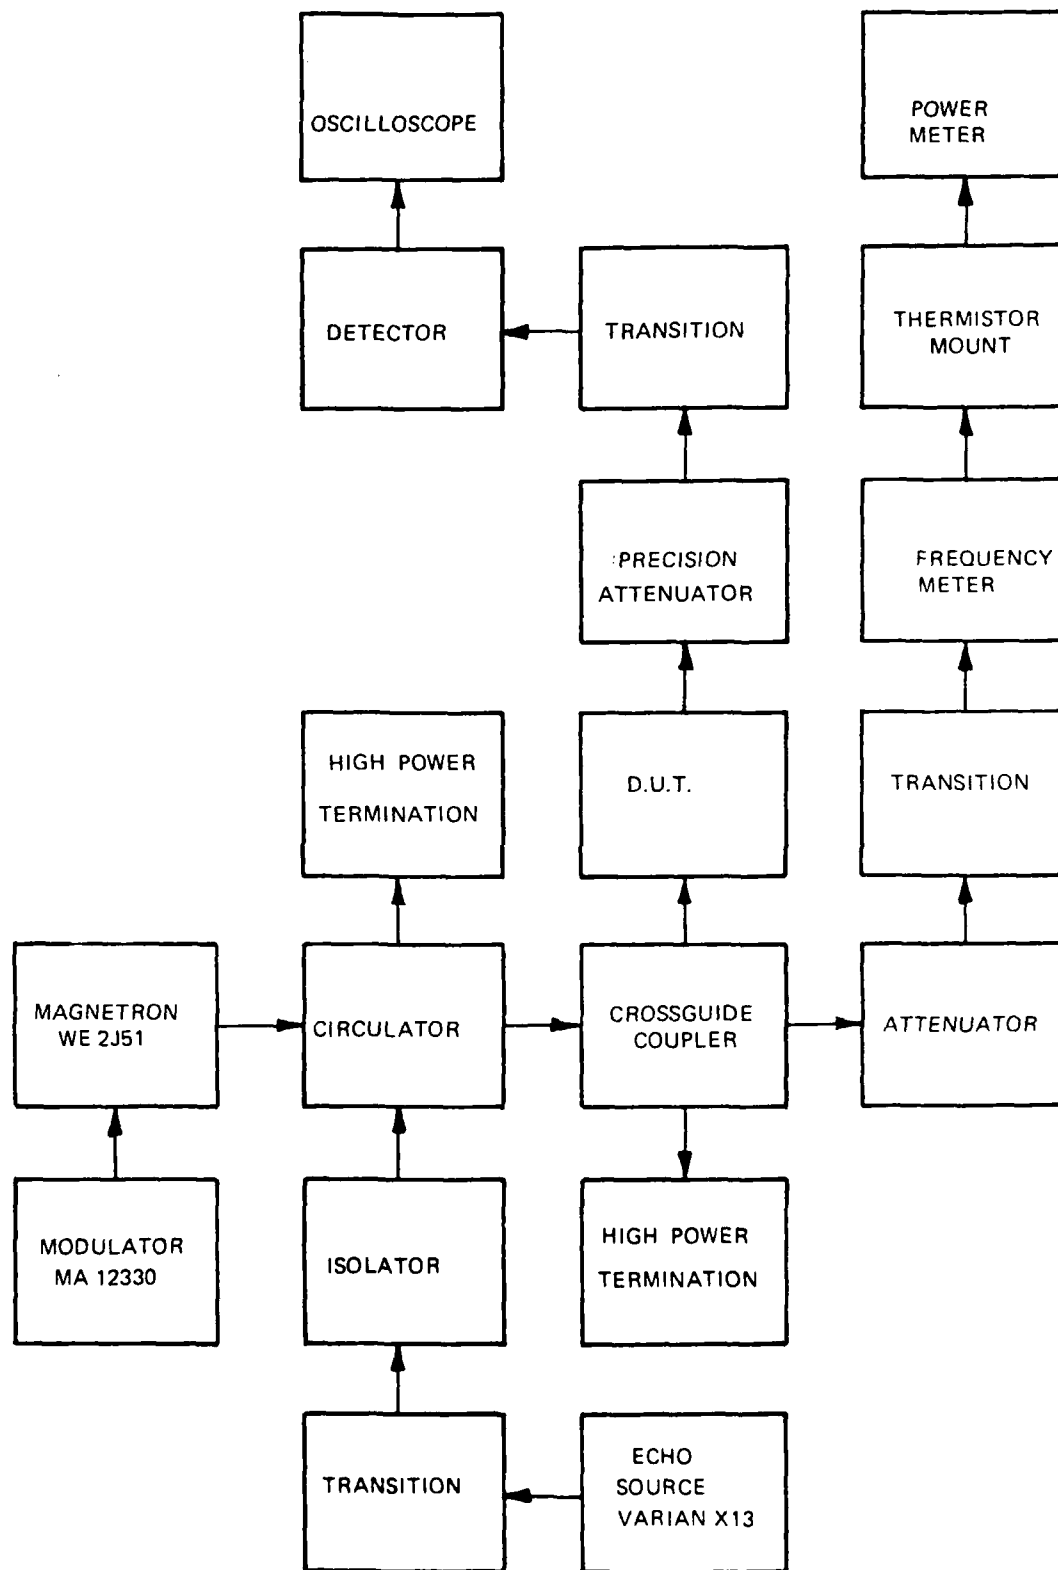 OSCILLOSCOPE
POWER
METER
DETECTOR
TRANSITION
THERMISTOR
MOUNT
PRECISION
ATTENUATOR
FREQUENCY
METER
HIGH POWER
TERMINATION
D.U.T.
TRANSITION
MAGNETRON
WE 2J51
CIRCULATOR
CROSSGUIDE
COUPLER
ATTENUATOR
MODULATOR
MA 12330
ISOLATOR
HIGH POWER
TERMINATION
TRANSITION
ECHO
SOURCE
VARIAN X13